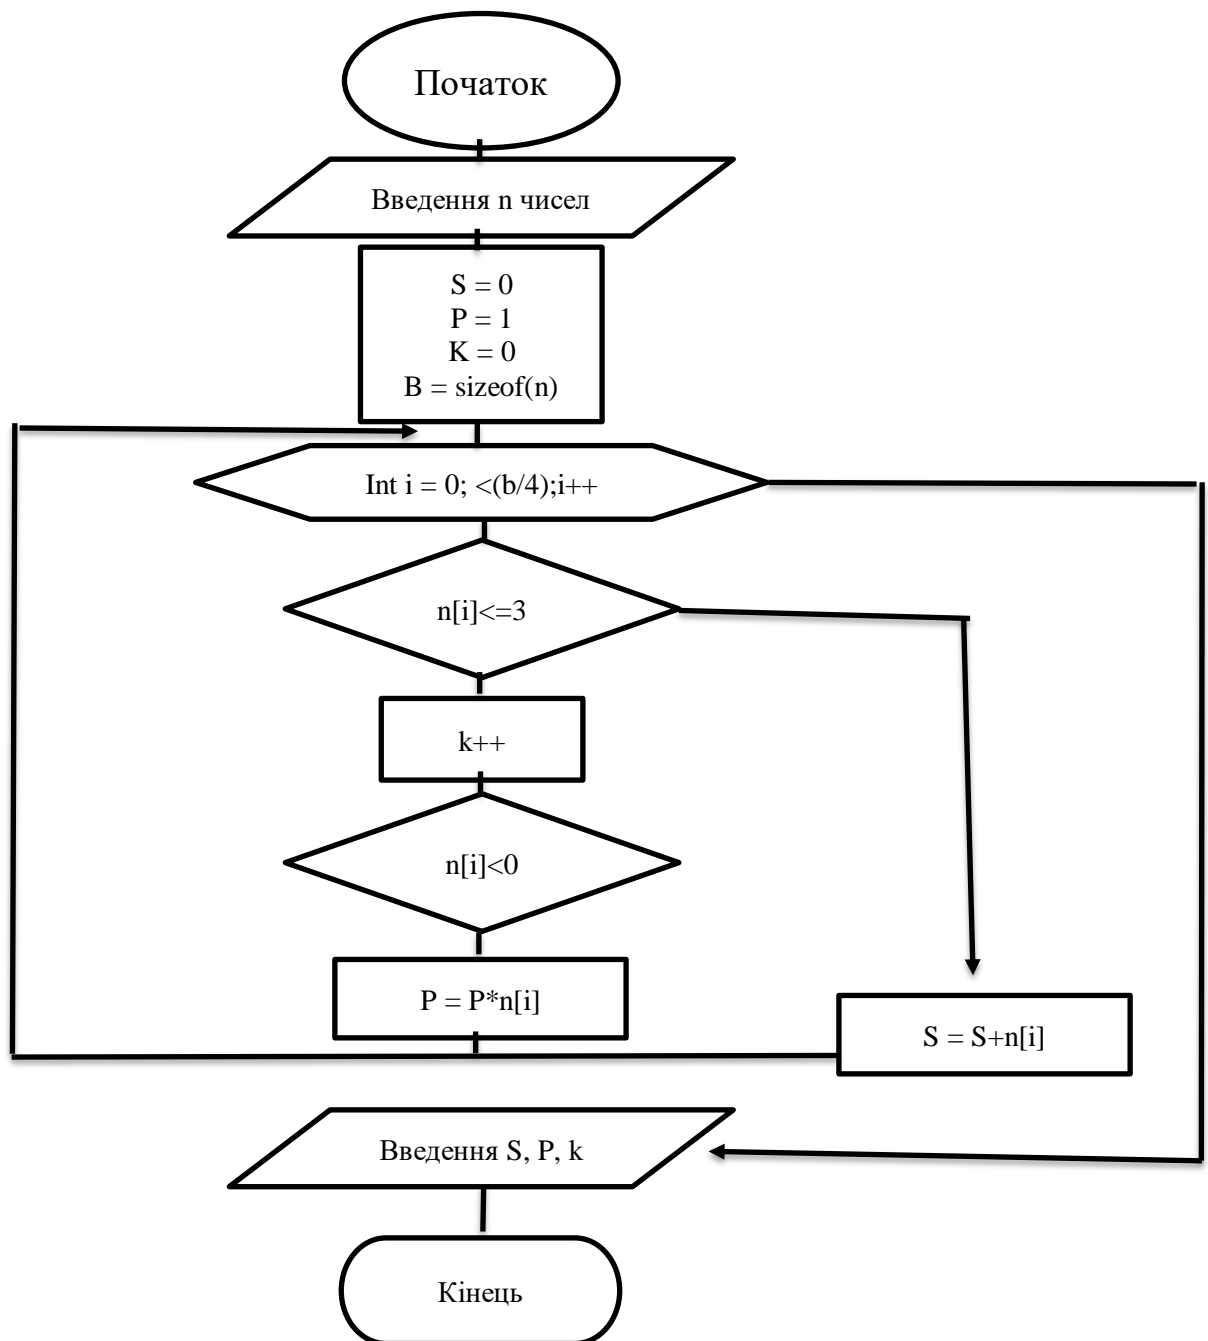 Початок
Введення n чисел
S = 0
P = 1
K = 0
B = sizeof(n)
Int i = 0; <(b/4);i++
n[i]<=3
k++
n[i]<0
P = P*n[i]
S = S+n[i]
Введення S, P, k
Кінець